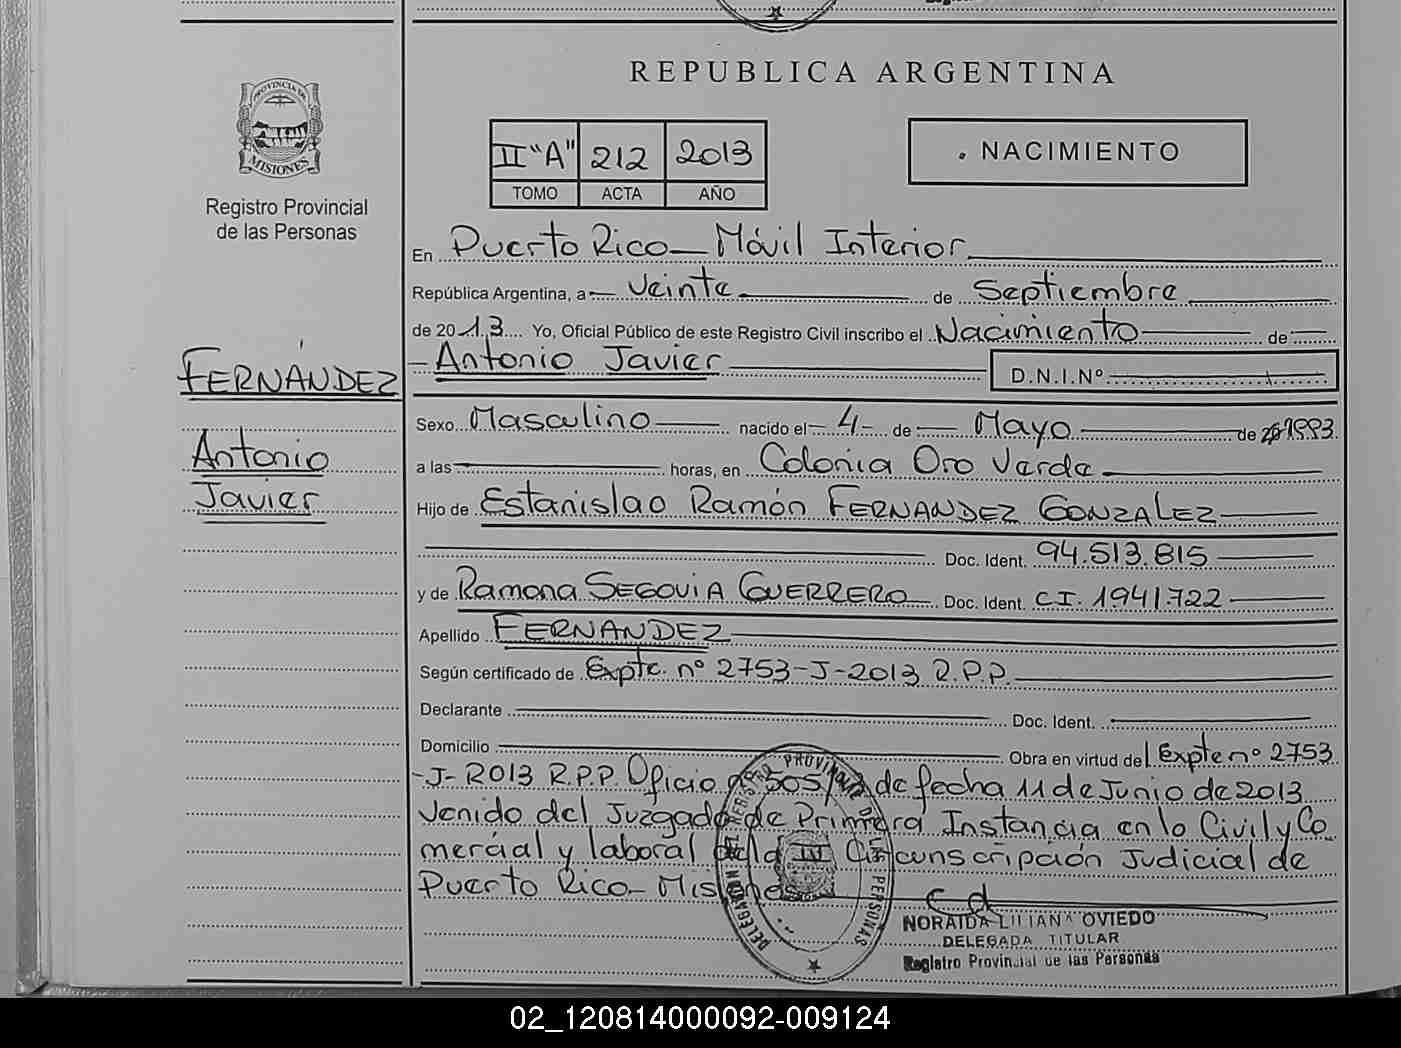 REPUBLICA ARGENTINA
PROVINCIA DE
MISIONES
Registro Provincial
de las Personas
II "A" 212 2013
TOMO ACTA AÑO
NACIMIENTO
En Puerto Rico - Móvil Interior
República Argentina, a Veinte de Septiembre
de 2013 Yo, Oficial Público de este Registro Civil inscribo el Nacimiento de
FERNÁNDEZ
Antonio
Javier
Antonio Javier D.N.I.Nº
Sexo Masculino nacido el 4 de Mayo de 1993
a las horas, en Colonia Oro Verde
Hijo de Estanislao Ramón FERNANDEZ GONZALEZ
Doc. Ident. 94.513.815
y de Ramona SEGOVIA GUERRERO Doc. Ident. C.I. 1941.722
Apellido FERNANDEZ
Según certificado de Expte. nº 2753-J-2013 R.P.P.
Declarante Doc. Ident.
Domicilio Obra en virtud del Expte nº 2753
-J-2013 R.P.P. Oficio de fecha 11 de Junio de 2013
Venido del Juzgado de Primera Instancia en lo Civil y Co
mercial y laboral de la IV Circunscripción Judicial de
Puerto Rico - Misiones
NORAIDA LILIANA OVIEDO
DELEGADA TITULAR
Registro Provincial de las Personas
02_120814000092-009124